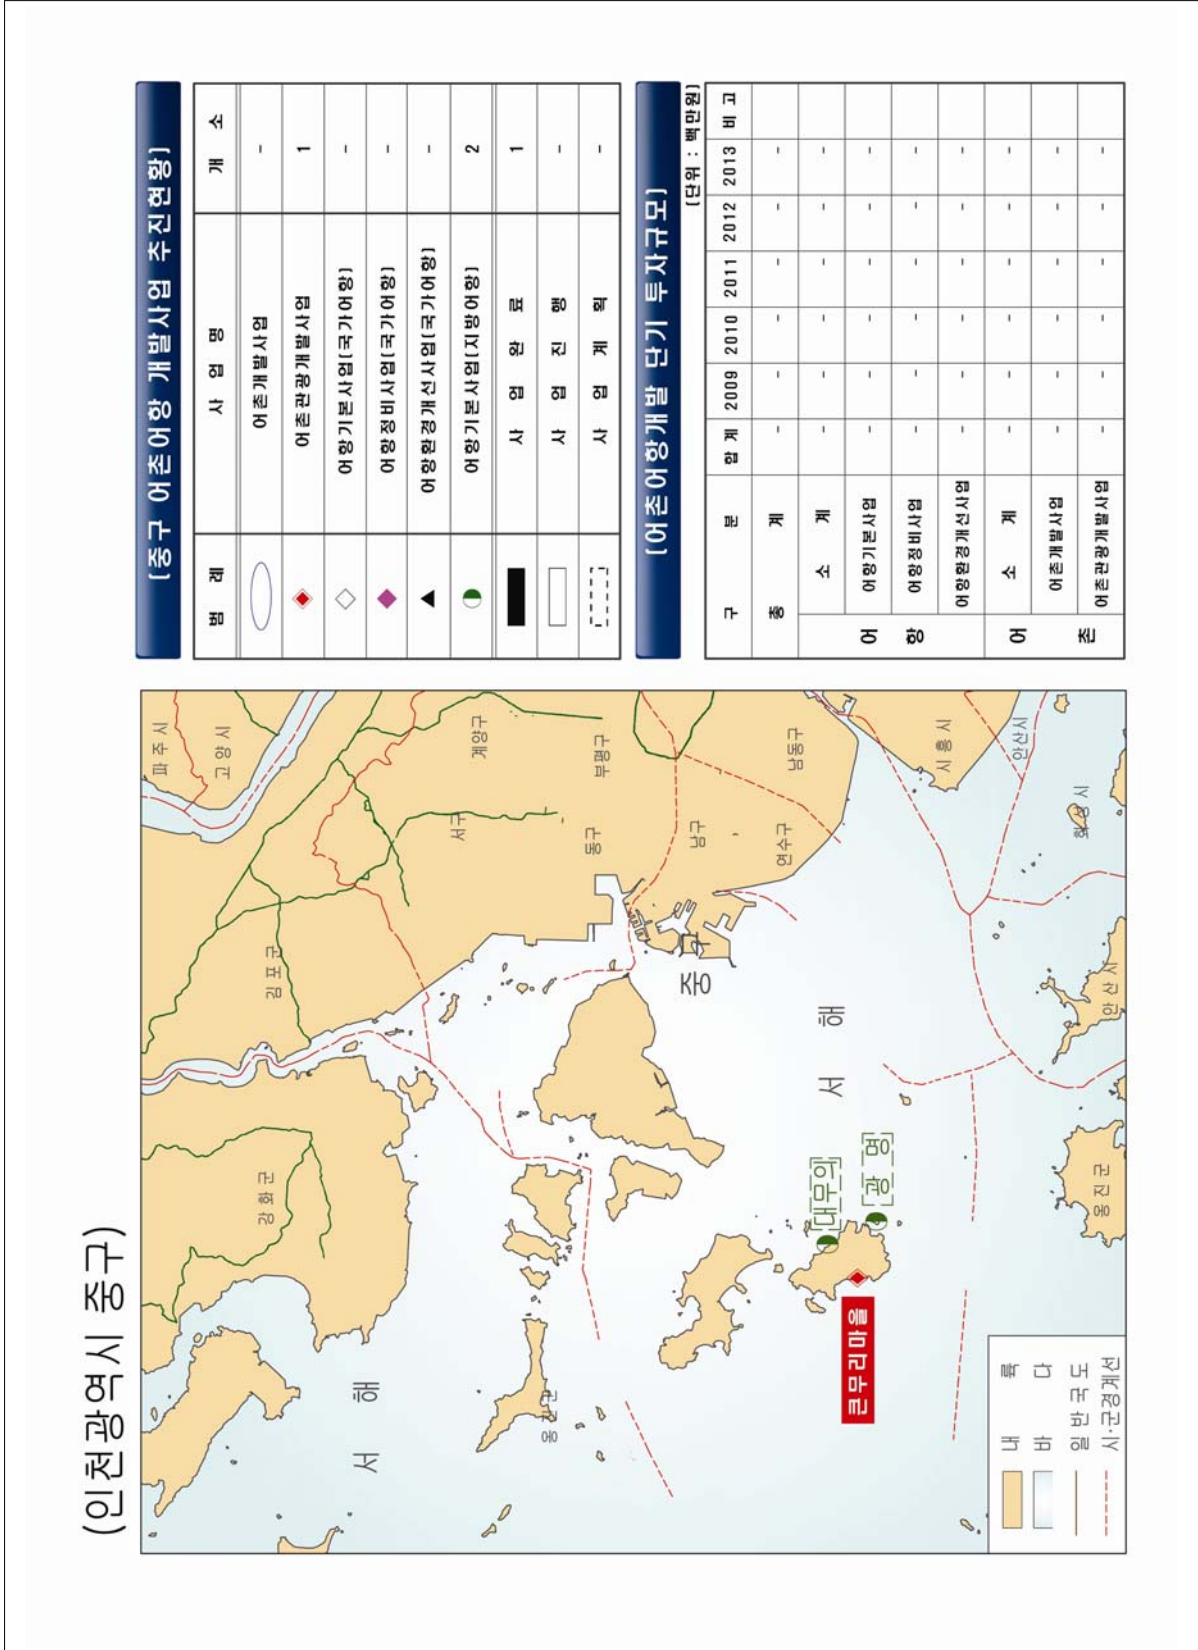 (인천광역시 중구)
파 주 시
고 양 시
김 포 군
강 화 군
계양구
서구
부평구
동구
남구
남동구
연수구
시 흥 시
안산시
화성시
안 산 시
옹 진 군
옹진군
중구
서 해
서 해
대무의
광 명
큰무리마을
내 륙
바 다
일 반 국 도
시·군경계선
(중구 어촌어항 개발사업 추진현황)
범 례 사 업 명 개 소
어촌개발사업 -
어촌관광개발사업 1
어항기본사업(국가어항) -
어항정비사업(국가어항) -
어항환경개선사업(국가어항) -
어항기본사업(지방어항) 2
사 업 완 료 1
사 업 진 행 -
사 업 계 획 -
(어촌어항개발 단기 투자규모)
(단위 : 백만원)
구 분 합 계 2009 2010 2011 2012 2013 비 고
총 계 - - - - - -
어 항
소 계 - - - - - -
어항기본사업 - - - - - -
어항정비사업 - - - - - -
어항환경개선사업 - - - - - -
어 촌
소 계 - - - - - -
어촌개발사업 - - - - - -
어촌관광개발사업 - - - - - -